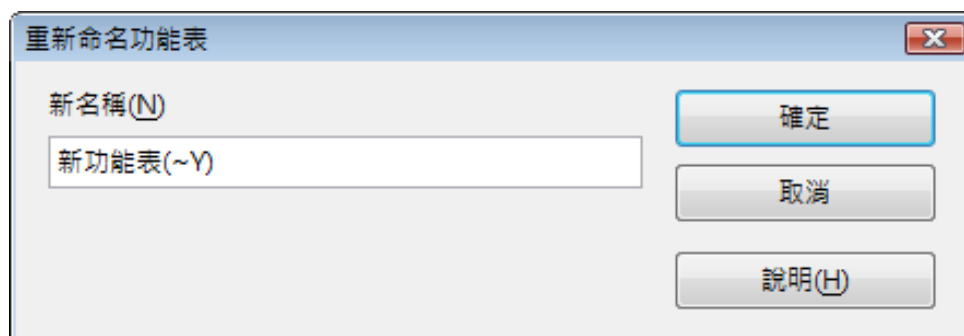 重新命名功能表
新名稱(N)
新功能表(~Y)
確定
取消
說明(H)